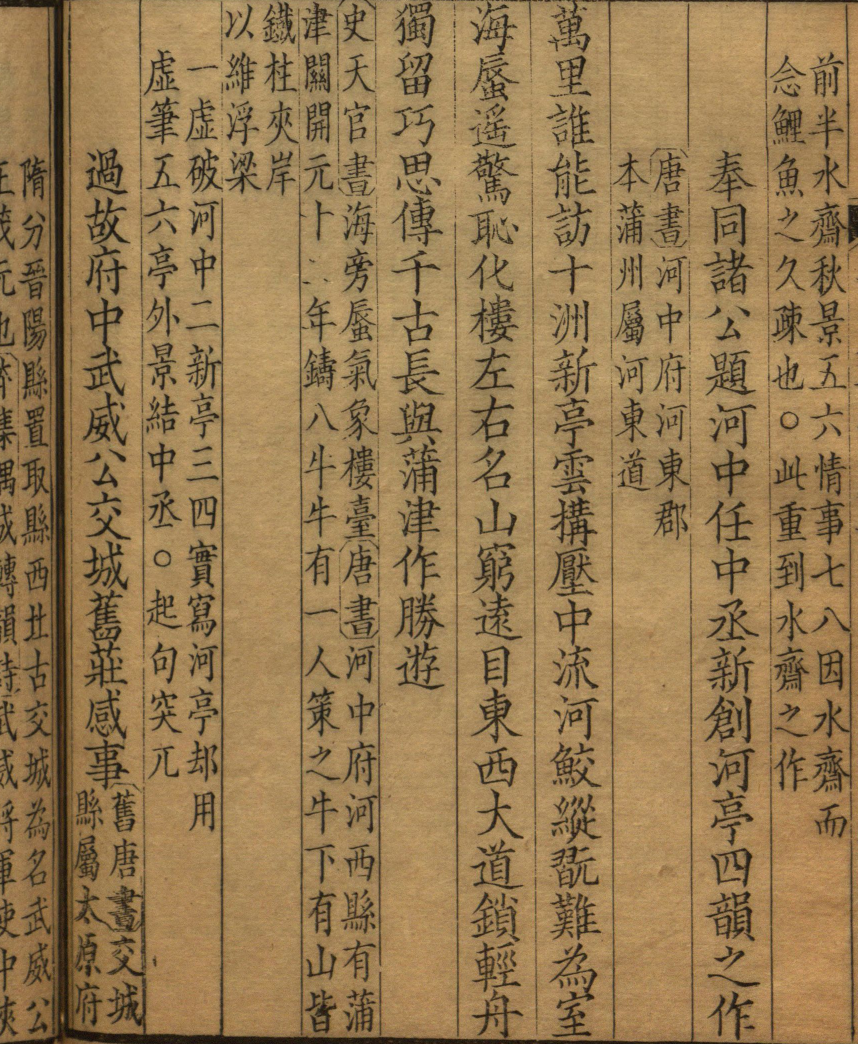 前半水齋秋景五六情事七八因水齋而
念鯉魚之久疎也○此重到水齋之作
奉同諸公題河中任中丞新創河亭四韻之作
唐書河中府河東郡
本蒲州屬河東道
萬里誰能訪十洲新亭雲搆壓中流河鮫縱翫難為室
海蜃遥驚恥化樓左右名山窮遠目東西大道鎖輕舟
獨留巧思傳千古長與蒲津作勝遊
史天官書海旁蜃氣象樓臺唐書河中府河西縣有蒲
津關開元十二年鑄八牛牛有一人策之牛下有山皆
鐵柱夾岸
以維浮梁
一虛破河中二新亭三四實寫河亭却用
虛筆五六亭外景結中丞○起句突兀
過故府中武威公交城舊莊感事
舊唐書交城
縣屬太原府
隋分晉陽縣置取縣西北古交城為名武威公